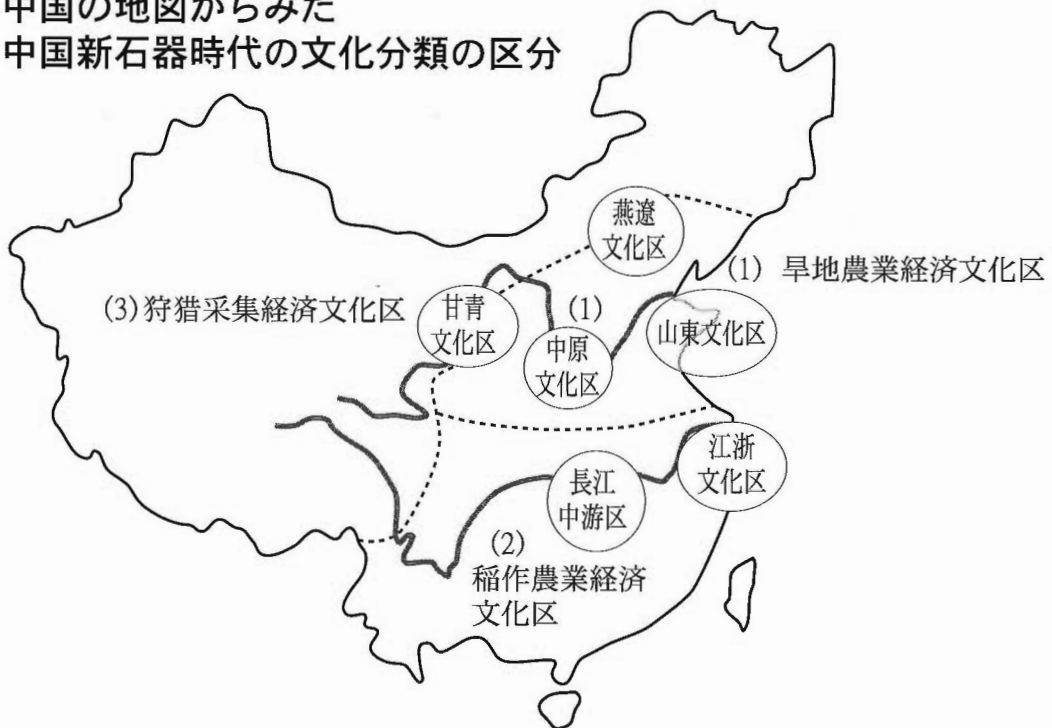 中国の地図からみた
中国新石器時代の文化分類の区分
燕遼
文化区
(1) 旱地農業経済文化区
(3)狩猎采集経済文化区
甘青
文化区
(1)
中原
文化区
山東文化区
江浙
文化区
長江
中游区
(2)
稲作農業経済
文化区